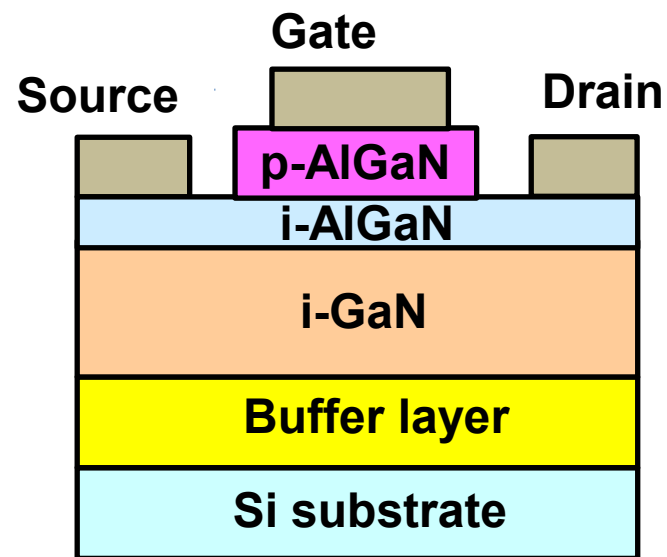 Gate
Source
Drain
p-AlGaN
i-AlGaN
i-GaN
Buffer layer
Si substrate